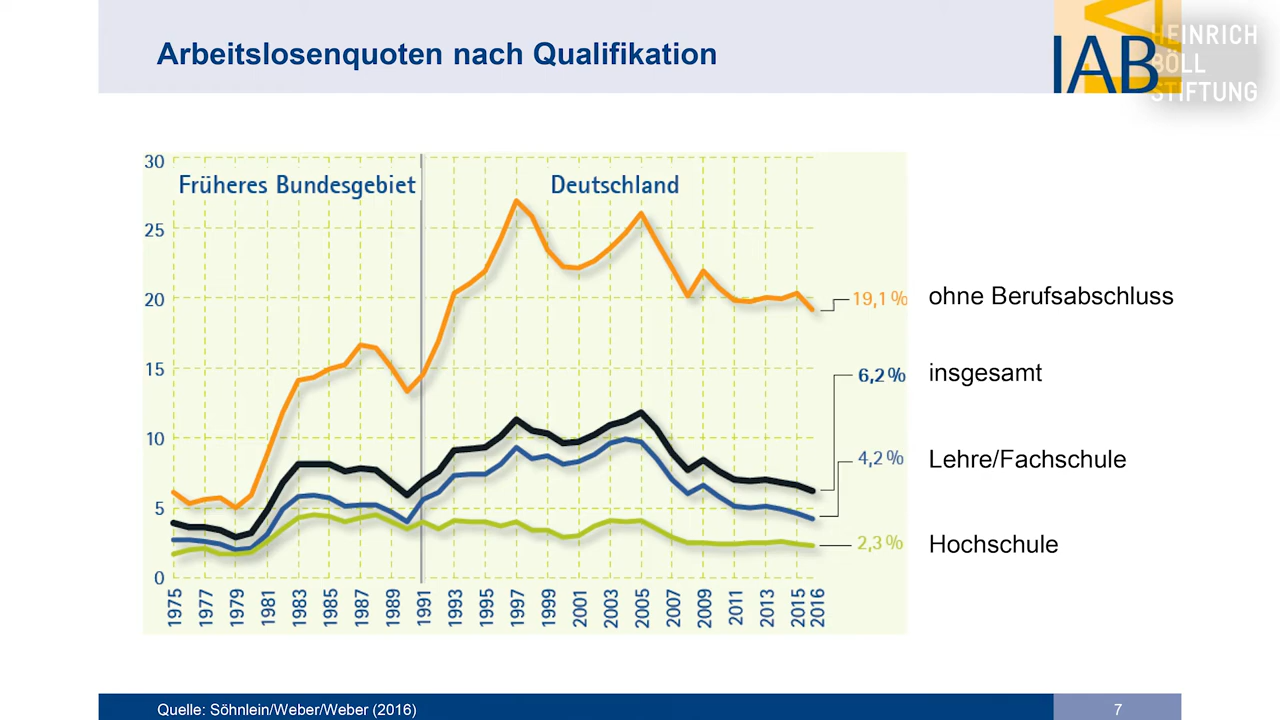 Arbeitslosenquoten nach Qualifikation
IAB
HEINRICH
BÖLL
STIFTUNG
30
Früheres Bundesgebiet
Deutschland
25
20
19,1 %
ohne Berufsabschluss
15
6,2 %
insgesamt
10
4,2 %
Lehre/Fachschule
5
2,3 %
Hochschule
0
1975 1977 1979 1981 1983 1985 1987 1989 1991 1993 1995 1997 1999 2001 2003 2005 2007 2009 2011 2013 2015 2016
Quelle: Söhnlein/Weber/Weber (2016)
7